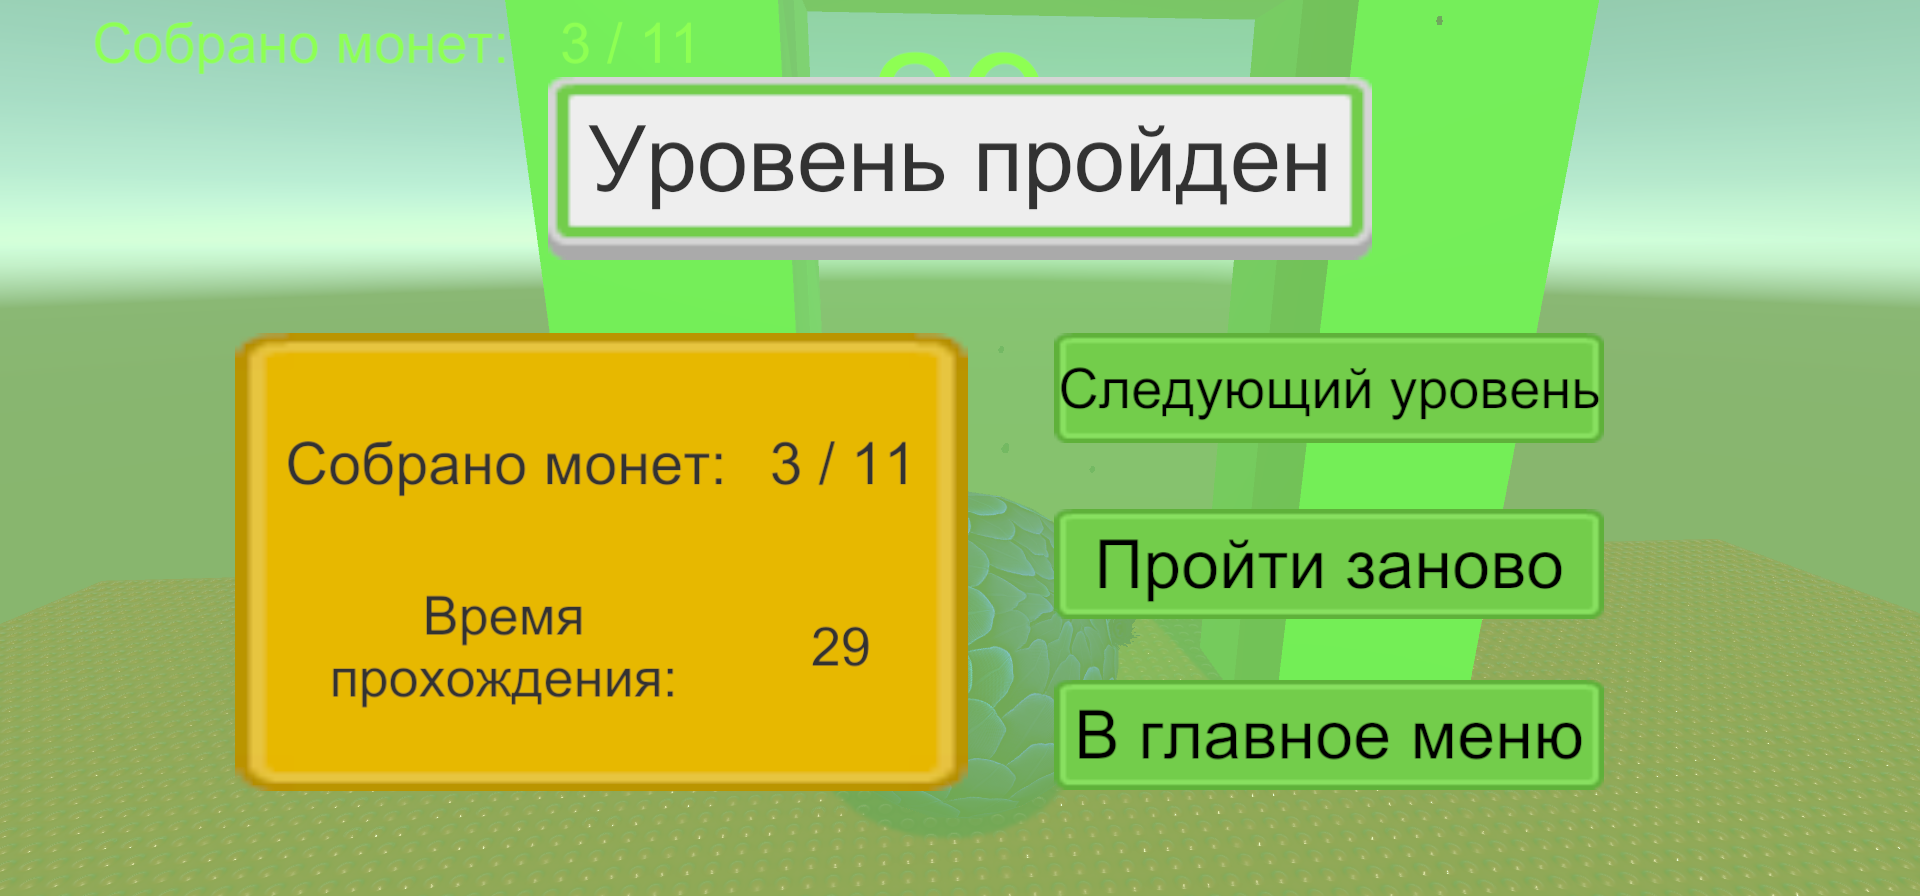 Собрано монет: 3 / 11
Уровень пройден
Собрано монет: 3 / 11
Время
прохождения:
29
Следующий уровень
Пройти заново
В главное меню